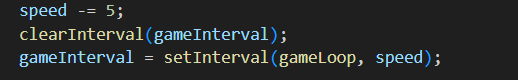 speed -= 5;
clearInterval(gameInterval);
gameInterval = setInterval(gameLoop, speed);